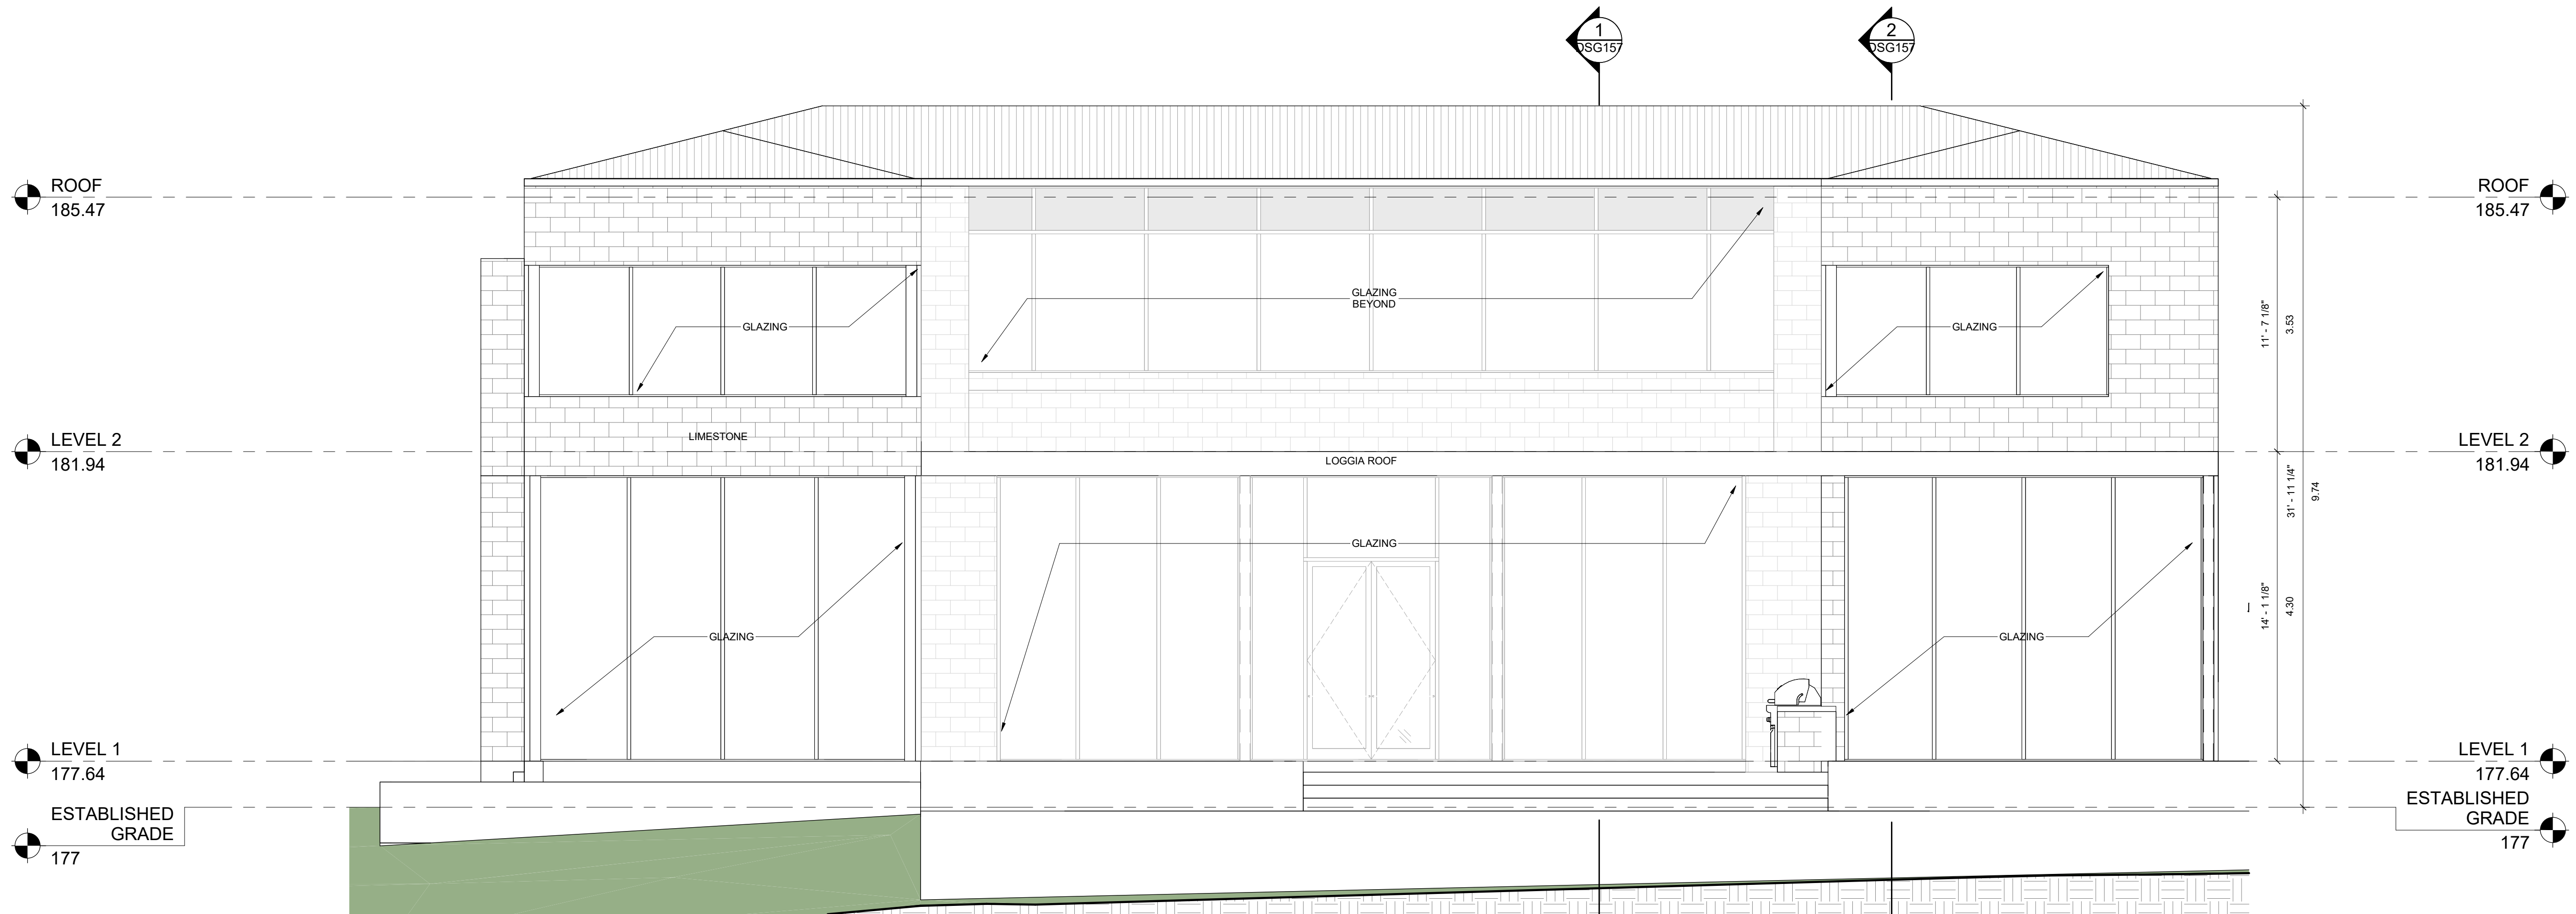 1
DSG157
2
DSG157
ROOF
185.47
ROOF
185.47
GLAZING
BEYOND
GLAZING
GLAZING
11' - 7 1/8"
3.53
LIMESTONE
LEVEL 2
181.94
LEVEL 2
181.94
LOGGIA ROOF
31' - 11 1/4"
9.74
GLAZING
GLAZING
GLAZING
14' - 1 1/8"
4.30
LEVEL 1
177.64
LEVEL 1
177.64
ESTABLISHED
GRADE
177
ESTABLISHED
GRADE
177